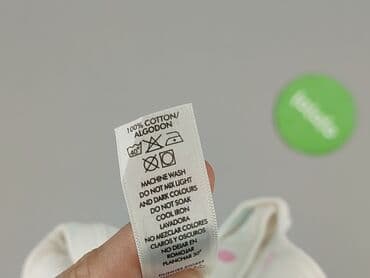 100% COTTON/
ALGODON
40°
MACHINE WASH
DO NOT MIX LIGHT
AND DARK COLOURS
DO NOT SOAK
COOL IRON
LAVADORA
NO MEZCLAR COLORES
CLAROS Y OSCUROS
NO DEJAR EN
REMOJAR